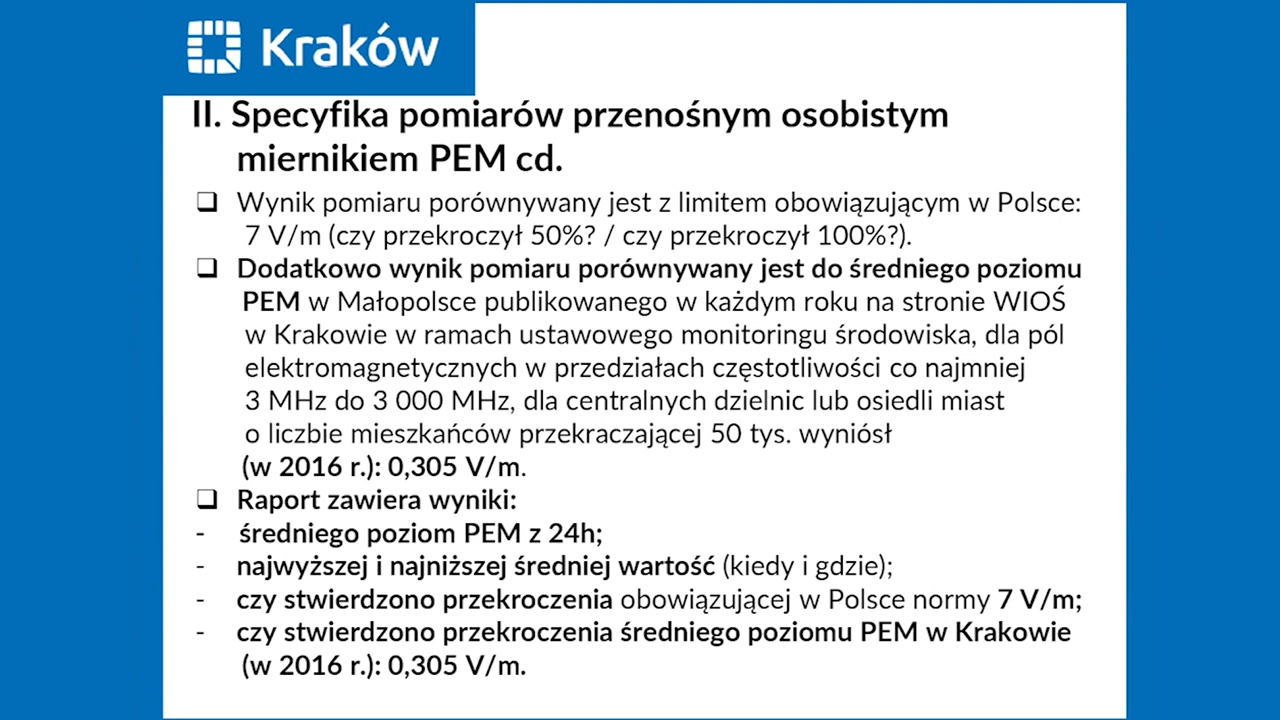 Kraków
II. Specyfika pomiarów przenośnym osobistym
miernikiem PEM cd.
❑ Wynik pomiaru porównywany jest z limitem obowiązującym w Polsce:
7 V/m (czy przekroczył 50%? / czy przekroczył 100%?).
❑ Dodatkowo wynik pomiaru porównywany jest do średniego poziomu
PEM w Małopolsce publikowanego w każdym roku na stronie WIOŚ
w Krakowie w ramach ustawowego monitoringu środowiska, dla pól
elektromagnetycznych w przedziałach częstotliwości co najmniej
3 MHz do 3 000 MHz, dla centralnych dzielnic lub osiedli miast
o liczbie mieszkańców przekraczającej 50 tys. wyniósł
(w 2016 r.): 0,305 V/m.
❑ Raport zawiera wyniki:
- średniego poziom PEM z 24h;
- najwyższej i najniższej średniej wartość (kiedy i gdzie);
- czy stwierdzono przekroczenia obowiązującej w Polsce normy 7 V/m;
- czy stwierdzono przekroczenia średniego poziomu PEM w Krakowie
(w 2016 r.): 0,305 V/m.